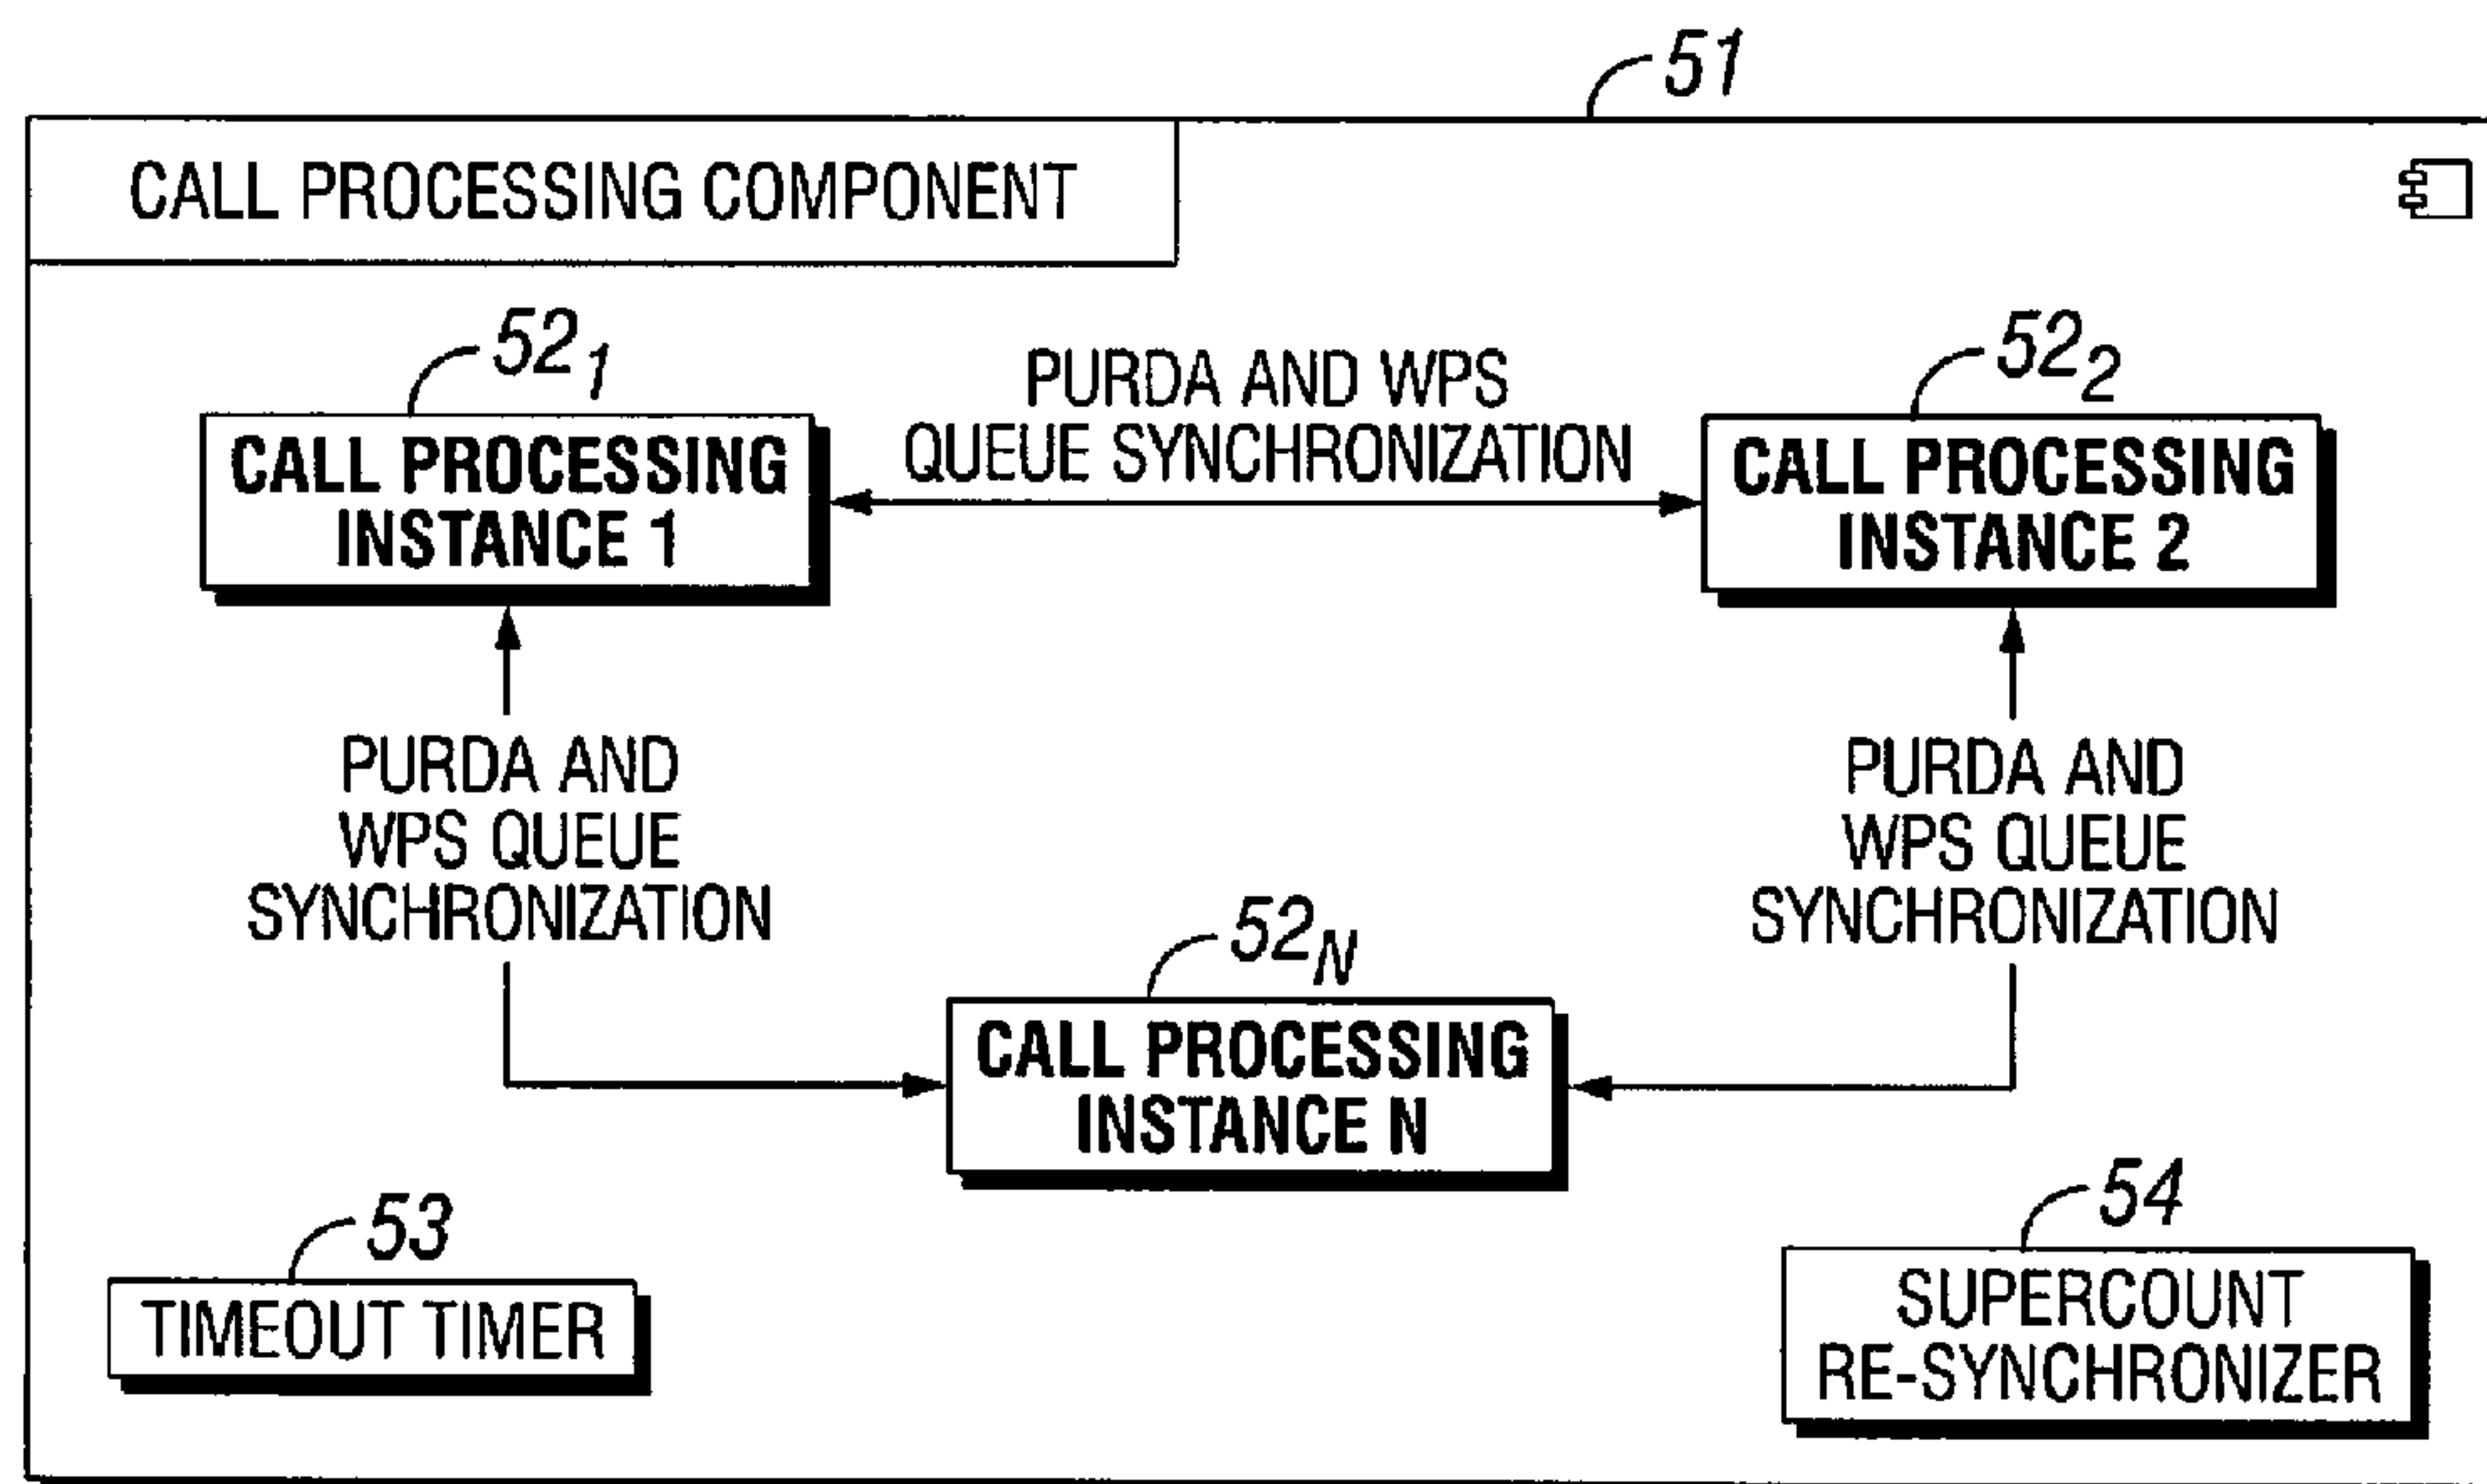 51
CALL PROCESSING COMPONENT
52₁
PURDA AND WPS
QUEUE SYNCHRONIZATION
52₂
CALL PROCESSING
INSTANCE 1
CALL PROCESSING
INSTANCE 2
PURDA AND
WPS QUEUE
SYNCHRONIZATION
PURDA AND
WPS QUEUE
SYNCHRONIZATION
52N
CALL PROCESSING
INSTANCE N
53
TIMEOUT TIMER
54
SUPERCOUNT
RE-SYNCHRONIZER